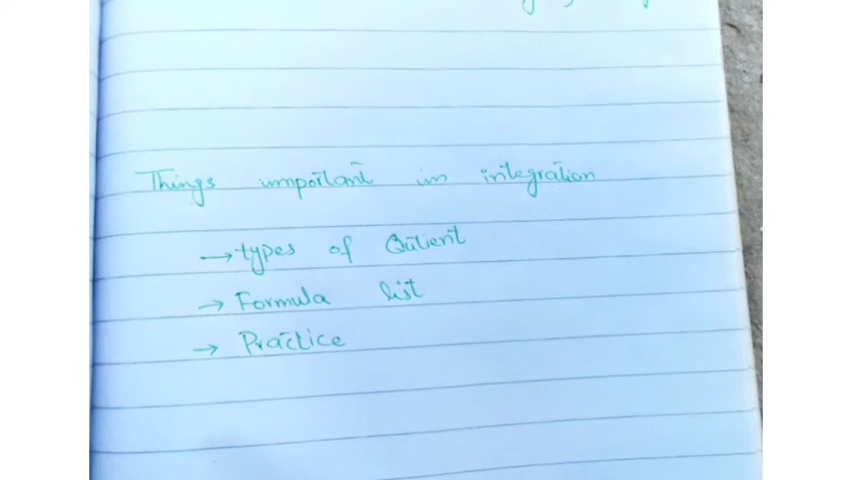 Things important in integration
→ types of Qutient
→ Formula list
→ Practice